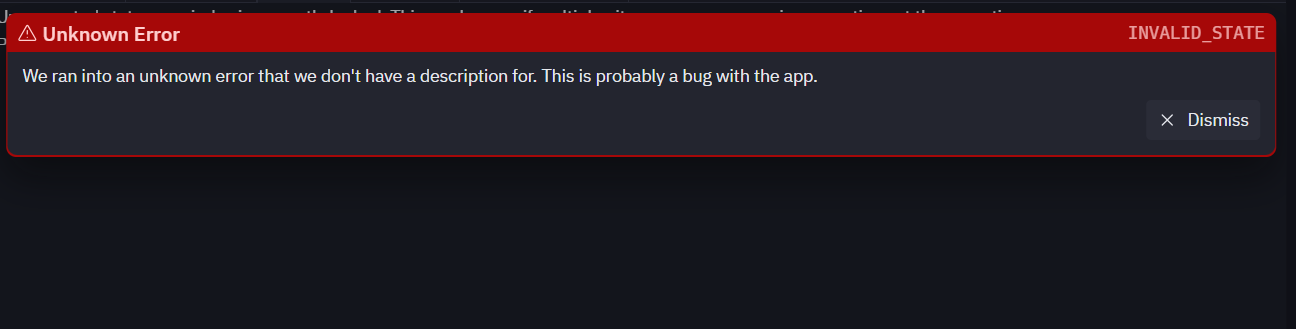 Unknown Error
INVALID_STATE
We ran into an unknown error that we don't have a description for. This is probably a bug with the app.
Dismiss